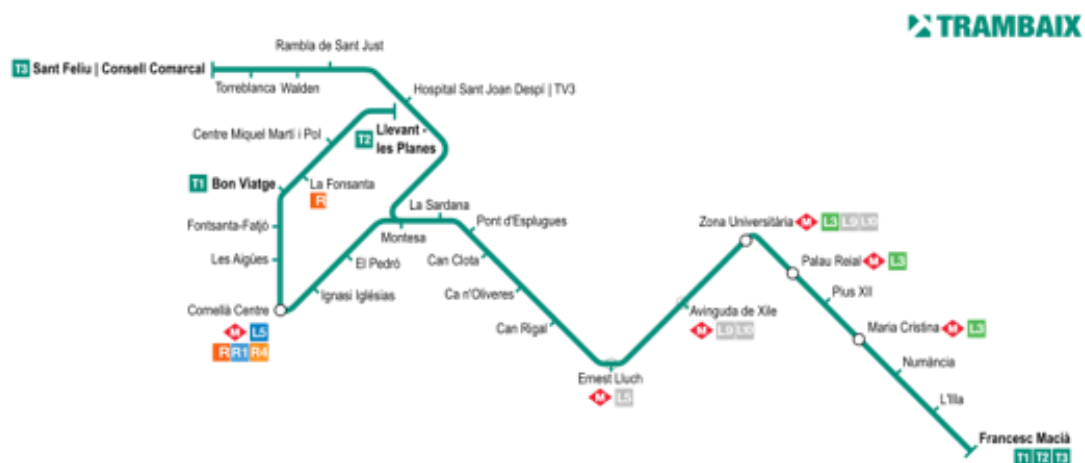 TRAMBAIX
Rambla de Sant Just
T3 Sant Feliu | Consell Comarcal
Torreblanca Walden
Hospital Sant Joan Despí | TV3
Centre Miquel Martí i Pol
T2 Llevant -
les Planes
T1 Bon Viatge
La Fonsanta
R
La Sardana
Fontsanta-Fatjó
Pont d'Esplugues
Zona Universitària M L3 L9 L10
Montesa
Les Aigües
El Pedró
Can Clota
Palau Reial M L3
Ignasi Iglésias
Ca n'Oliveres
Pius XII
Cornellà Centre
M L5
R R1 R4
Avinguda de Xile
M L9 L10
Can Rigal
Maria Cristina M L3
Numància
Ernest Lluch
M L5
L'Illa
Francesc Macià
T1 T2 T3